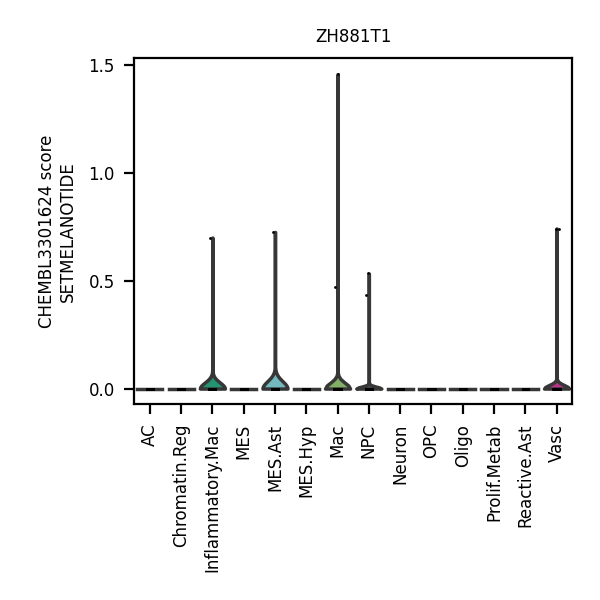 ZH881T1
CHEMBL3301624 score
SETMELANOTIDE
1.5
1.0
0.5
0.0
AC
Chromatin.Reg
Inflammatory.Mac
MES
MES.Ast
MES.Hyp
Mac
NPC
Neuron
OPC
Oligo
Prolif.Metab
Reactive.Ast
Vasc